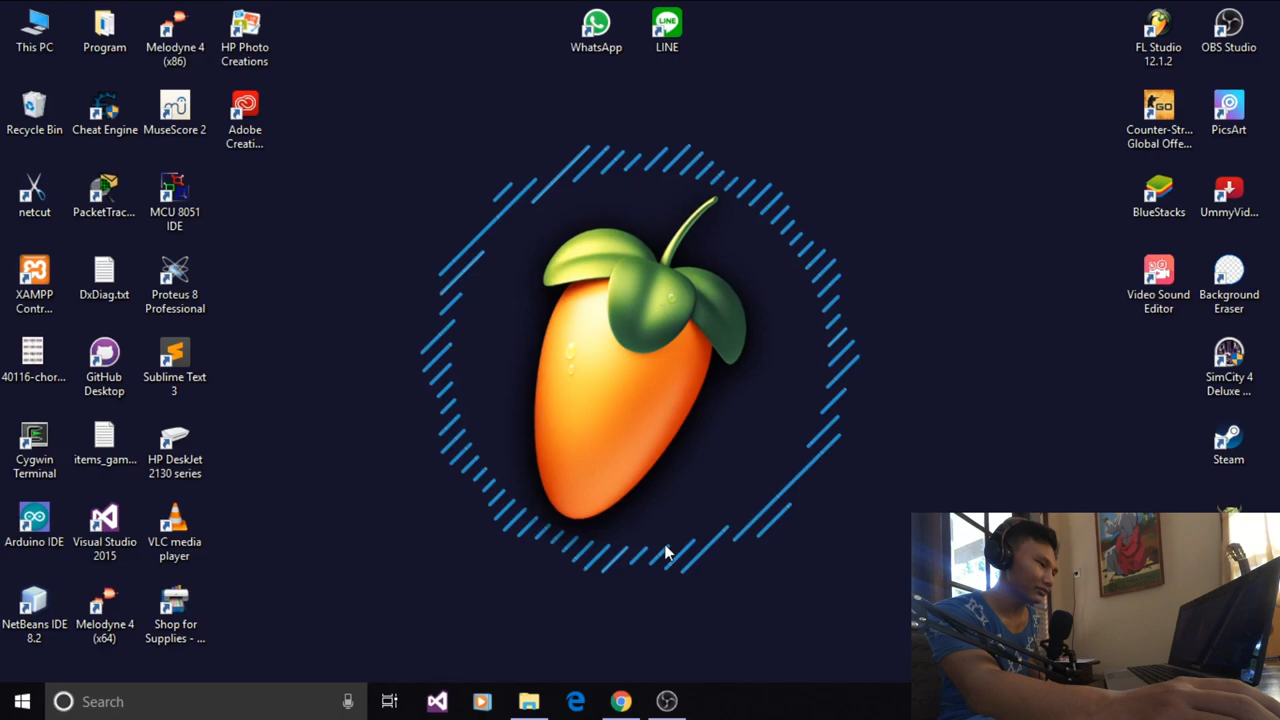 This PC
Program
Melodyne 4
(x86)
HP Photo
Creations
WhatsApp
LINE
LINE
FL Studio
12.1.2
OBS Studio
Recycle Bin
Cheat Engine
MuseScore 2
Adobe
Creati...
GO
Counter-Str...
Global Offe...
PicsArt
netcut
PacketTrac...
MCU 8051
IDE
BlueStacks
UmmyVid...
XAMPP
Contr...
DxDiag.txt
Proteus 8
Professional
Video Sound
Editor
Background
Eraser
40116-chor...
GitHub
Desktop
Sublime Text
3
SimCity 4
Deluxe ...
Cygwin
Terminal
items_gam...
HP DeskJet
2130 series
Steam
Arduino IDE
Visual Studio
2015
VLC media
player
NetBeans IDE
8.2
Melodyne 4
(x64)
Shop for
Supplies - ...
Search